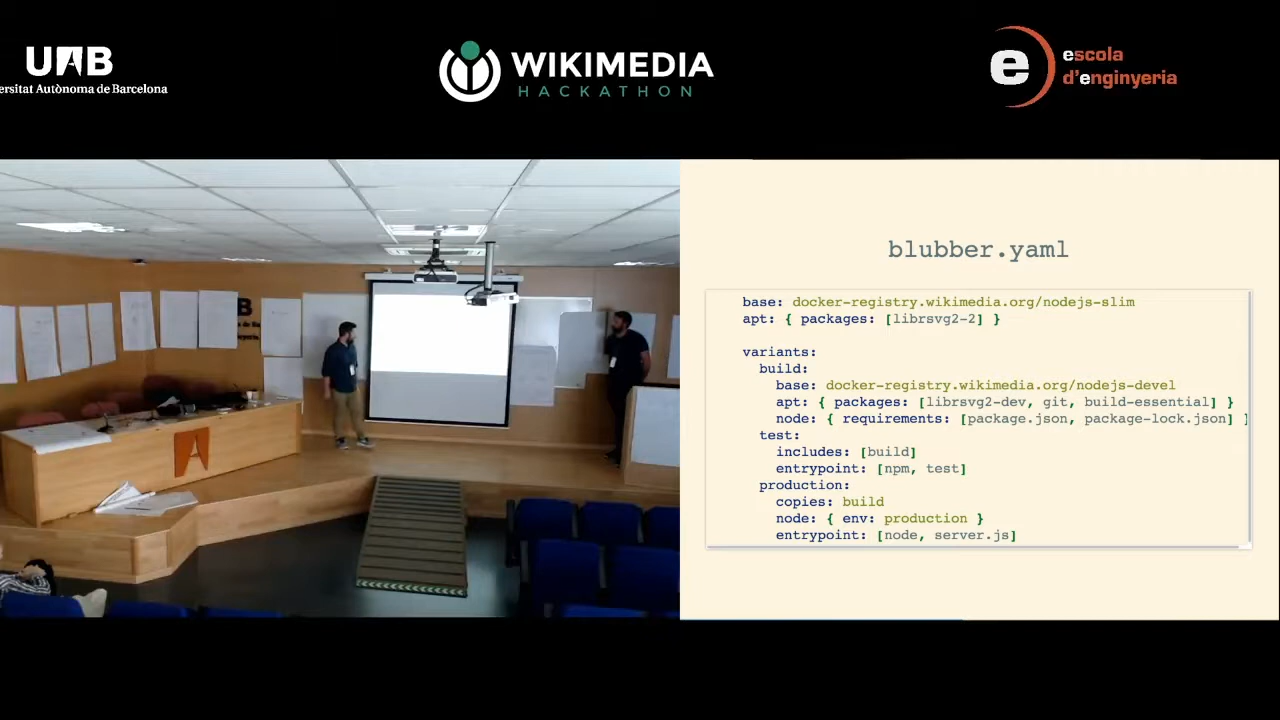 UAB
ersitat Autònoma de Barcelona
WIKIMEDIA
HACKATHON
e
escola
d'enginyeria
blubber.yaml
base: docker-registry.wikimedia.org/nodejs-slim
apt: { packages: [librsvg2-2] }
variants:
build:
base: docker-registry.wikimedia.org/nodejs-devel
apt: { packages: [librsvg2-dev, git, build-essential] }
node: { requirements: [package.json, package-lock.json] }
test:
includes: [build]
entrypoint: [npm, test]
production:
copies: build
node: { env: production }
entrypoint: [node, server.js]